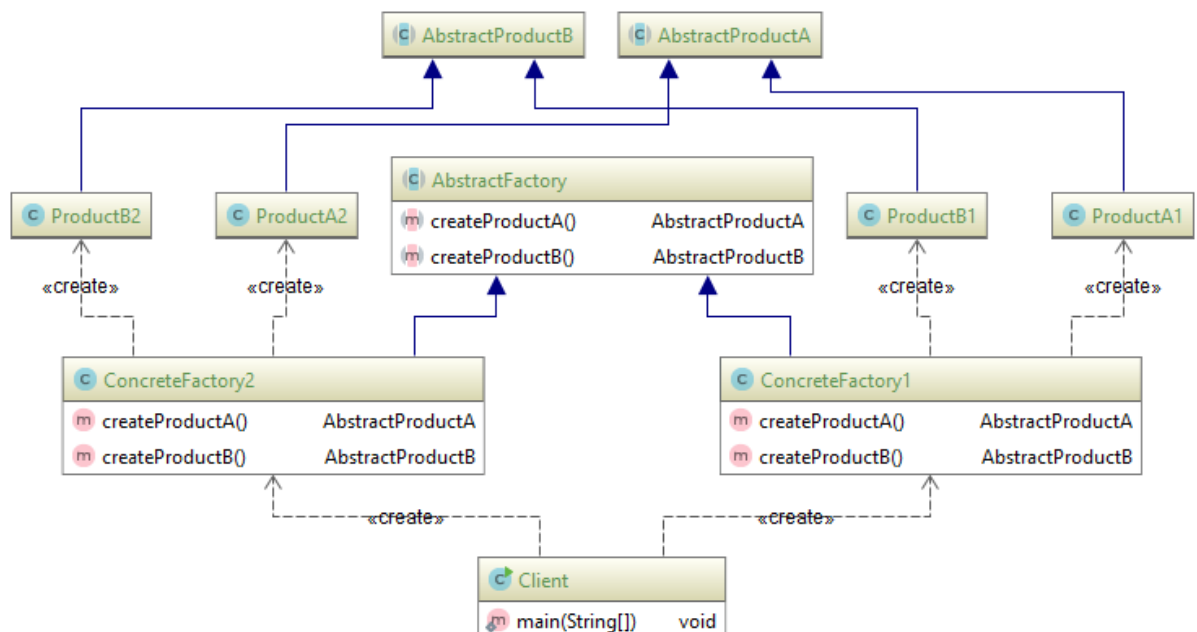 AbstractProductB
AbstractProductA
AbstractFactory
createProductA() AbstractProductA
createProductB() AbstractProductB
ProductB2
ProductA2
ProductB1
ProductA1
«create»
«create»
«create»
«create»
ConcreteFactory2
createProductA() AbstractProductA
createProductB() AbstractProductB
ConcreteFactory1
createProductA() AbstractProductA
createProductB() AbstractProductB
«create»
«create»
Client
main(String[]) void